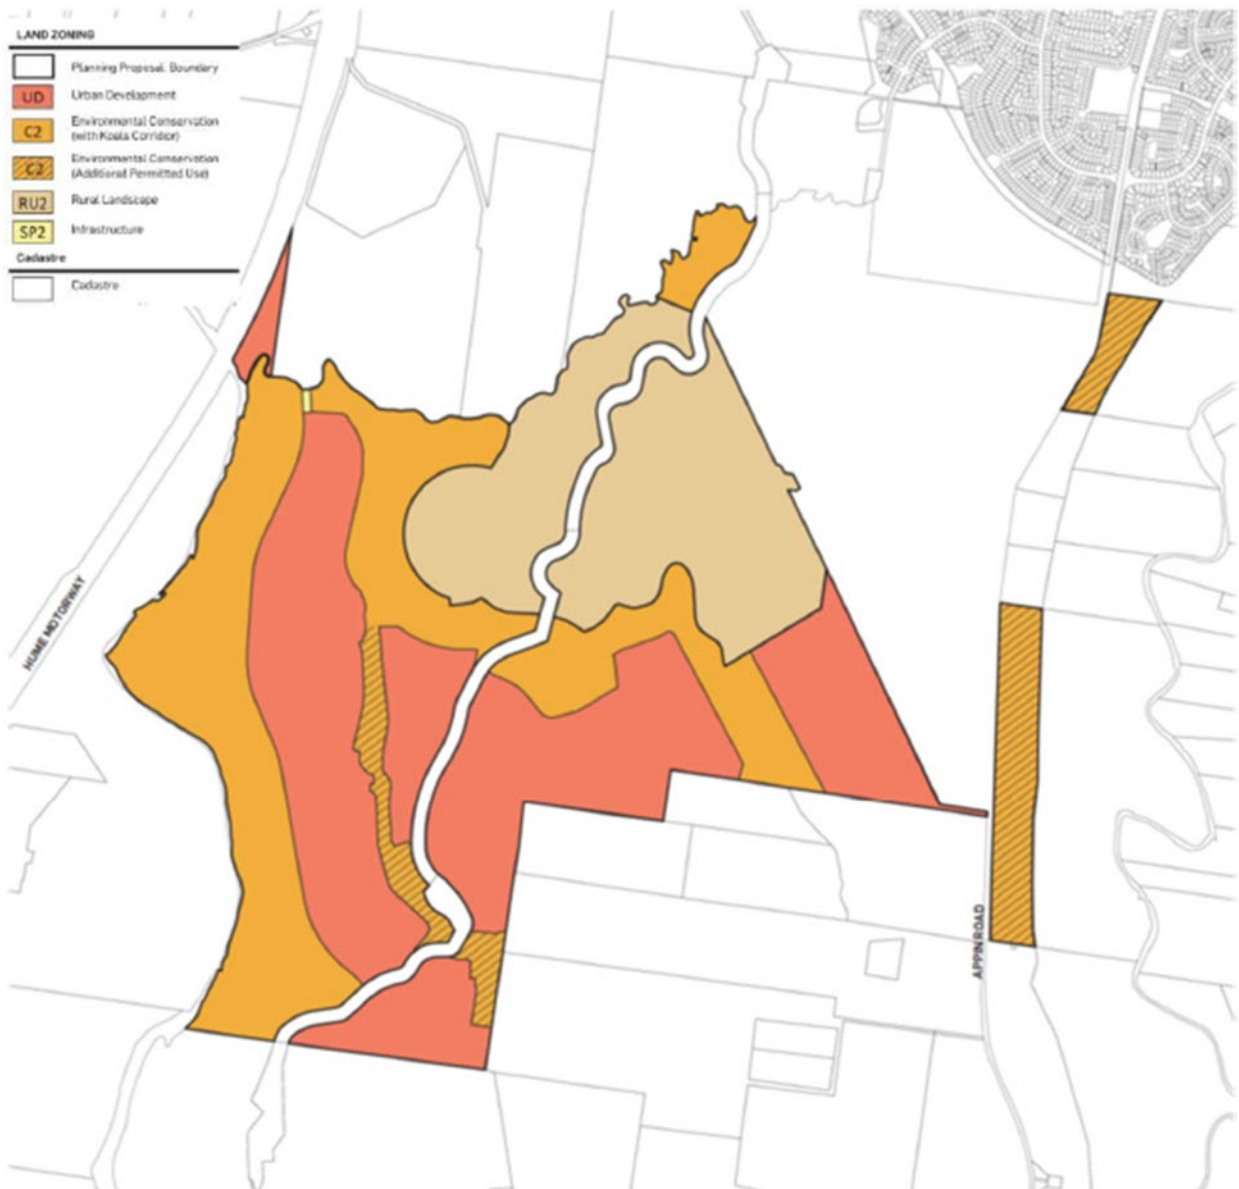 LAND ZONING
Planning Proposal Boundary
UD Urban Development
C2 Environmental Conservation
(with Koala Corridor)
C2 Environmental Conservation
(Additional Permitted Use)
RU2 Rural Landscape
SP2 Infrastructure
Cadastre
Cadastre
HUME MOTORWAY
APPIN ROAD